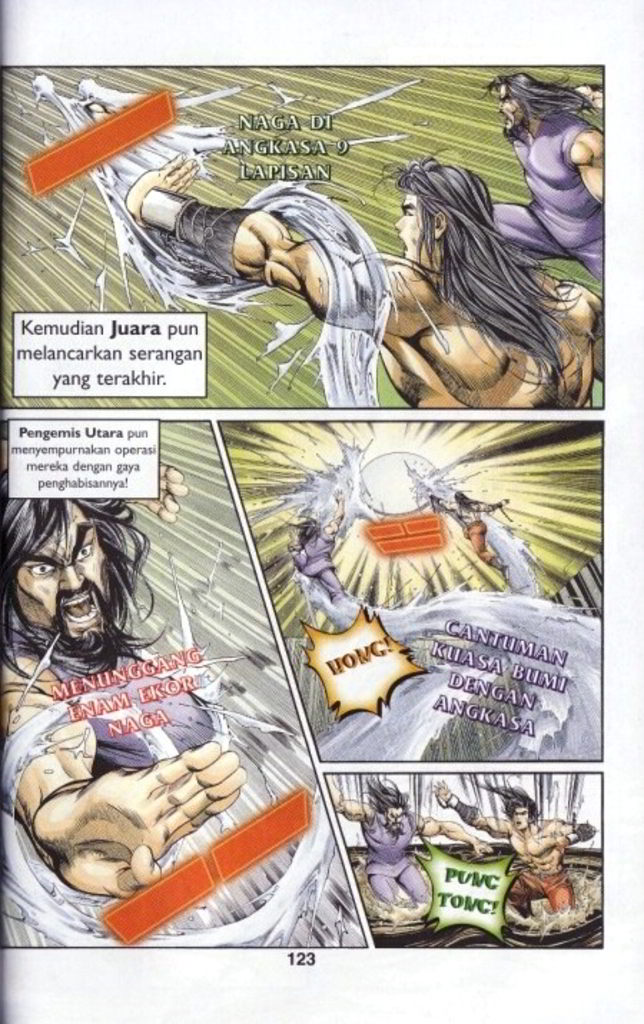 NAGA DI
ANGKASA 9
LAPISAN
Kemudian Juara pun
melancarkan serangan
yang terakhir.
Pengemis Utara pun
menyempurnakan operasi
mereka dengan gaya
penghabisannya!
MENUNGGANG
ENAM EKOR
NAGA
HONG!
CANTUMAN
KUASA BUMI
DENGAN
ANGKASA
PUNG
TONG!
123